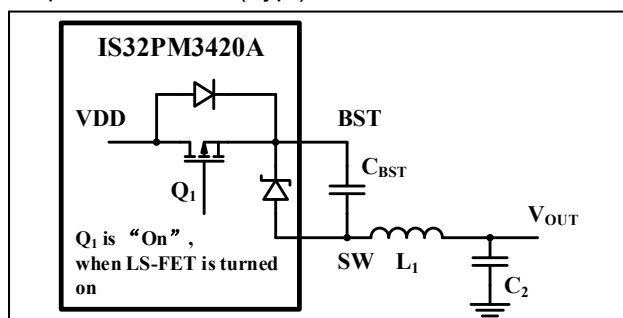 IS32PM3420A
VDD
BST
CBST
Q1
VOUT
Q1 is “On”,
when LS-FET is turned
on
SW
L1
C2